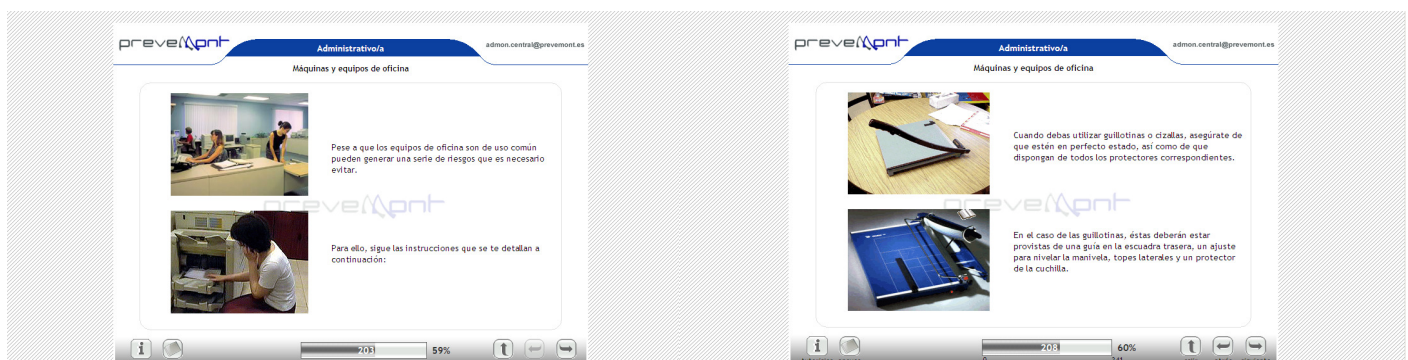 prevemont
Administrativo/a
admon.central@prevemont.es
Máquinas y equipos de oficina
Pese a que los equipos de oficina son de uso común
pueden generar una serie de riesgos que es necesario
evitar.
prevemont
Para ello, sigue las instrucciones que se te detallan a
continuación:
i
203
59%
prevemont
Administrativo/a
admon.central@prevemont.es
Máquinas y equipos de oficina
Cuando debas utilizar guillotinas o cizallas, asegúrate de
que estén en perfecto estado, así como de que
dispongan de todos los protectores correspondientes.
prevemont
En el caso de las guillotinas, éstas deberán estar
provistas de una guía en la escuadra trasera, un ajuste
para nivelar la manivela, topes laterales y un protector
de la cuchilla.
i
208
60%
0
341